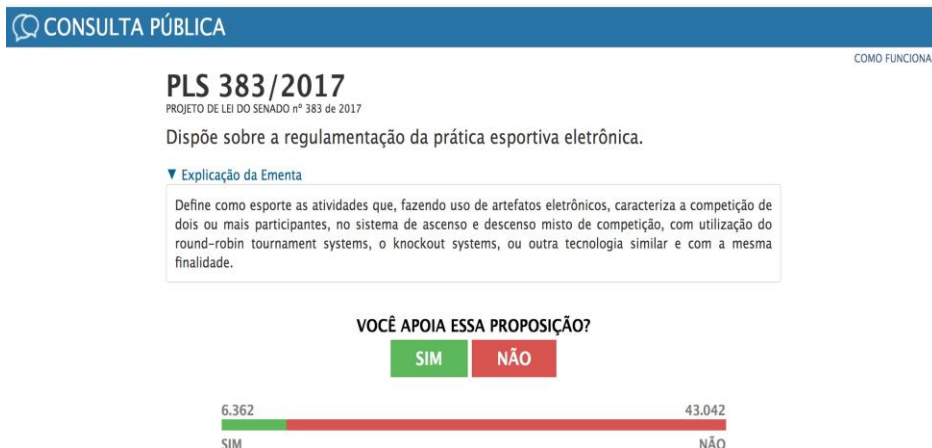 CONSULTA PÚBLICA
COMO FUNCIONA
PLS 383/2017
PROJETO DE LEI DO SENADO nº 383 de 2017
Dispõe sobre a regulamentação da prática esportiva eletrônica.
▼ Explicação da Ementa
Define como esporte as atividades que, fazendo uso de artefatos eletrônicos, caracteriza a competição de
dois ou mais participantes, no sistema de ascenso e descenso misto de competição, com utilização do
round-robin tournament systems, o knockout systems, ou outra tecnologia similar e com a mesma
finalidade.
VOCÊ APOIA ESSA PROPOSIÇÃO?
SIM NÃO
6.362 43.042
SIM NÃO